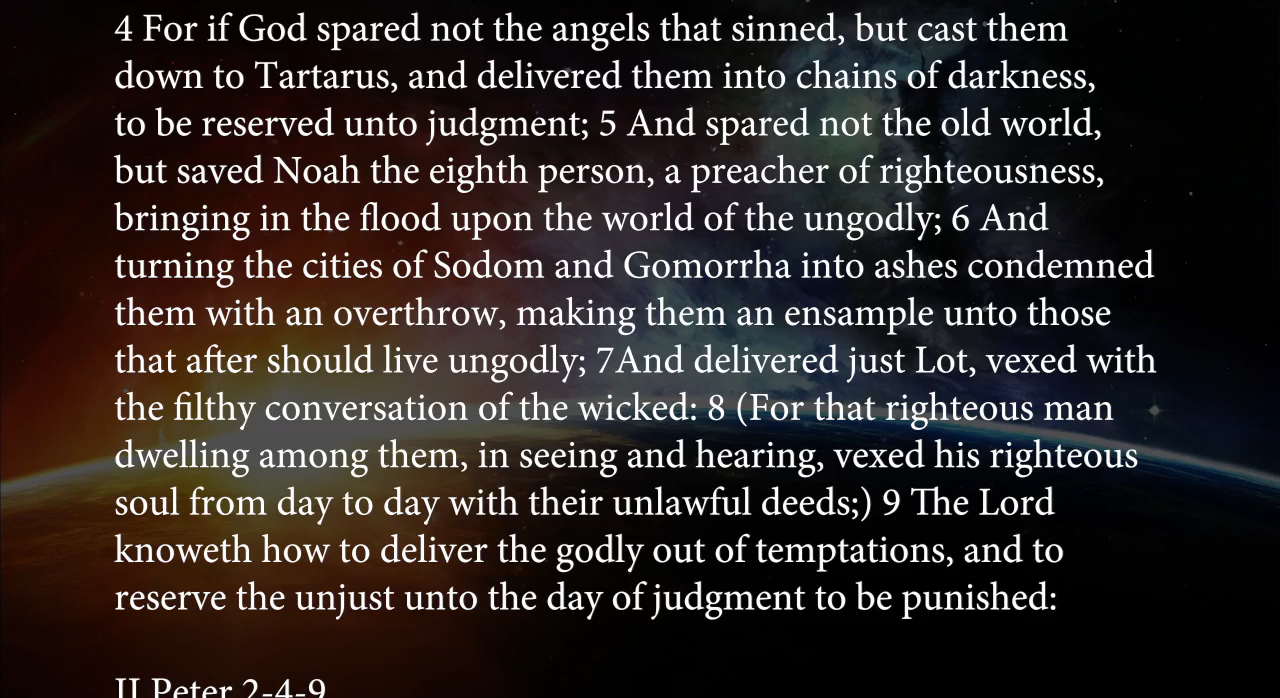 4 For if God spared not the angels that sinned, but cast them
down to Tartarus, and delivered them into chains of darkness,
to be reserved unto judgment; 5 And spared not the old world,
but saved Noah the eighth person, a preacher of righteousness,
bringing in the flood upon the world of the ungodly; 6 And
turning the cities of Sodom and Gomorrha into ashes condemned
them with an overthrow, making them an ensample unto those
that after should live ungodly; 7And delivered just Lot, vexed with
the filthy conversation of the wicked: 8 (For that righteous man
dwelling among them, in seeing and hearing, vexed his righteous
soul from day to day with their unlawful deeds;) 9 The Lord
knoweth how to deliver the godly out of temptations, and to
reserve the unjust unto the day of judgment to be punished:
II Peter 2-4-9